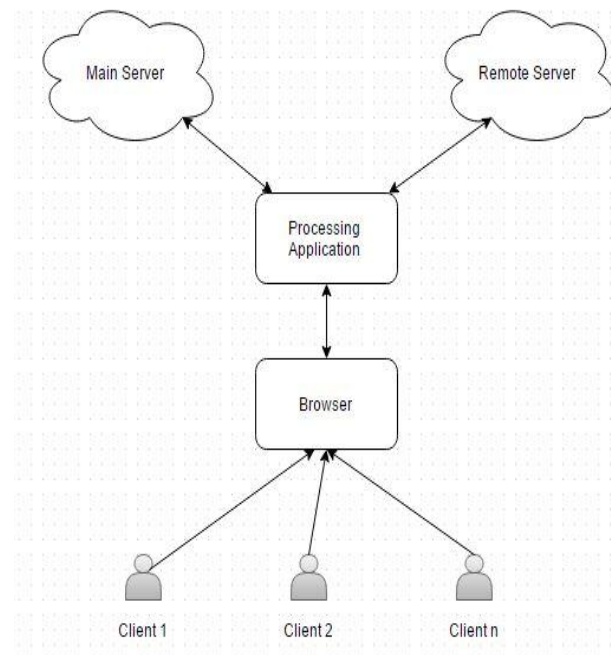 Main Server
Remote Server
Processing
Application
Browser
Client 1
Client 2
Client n